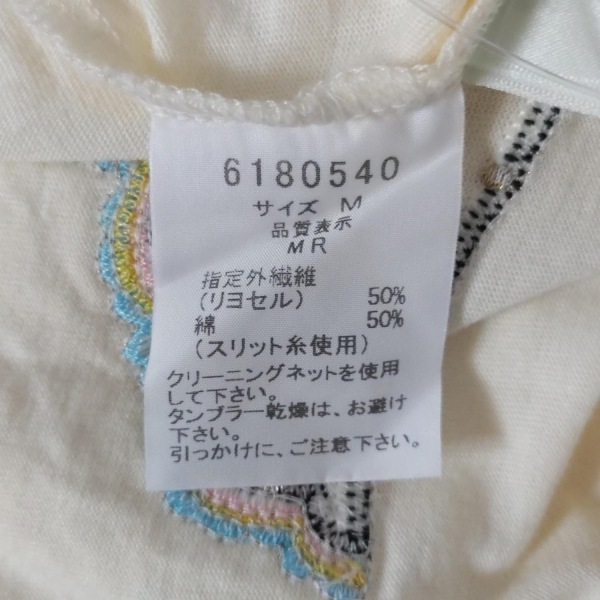 6180540
サイズ M
品質表示
MR
指定外繊維
(リヨセル) 50%
綿 50%
(スリット糸使用)
クリーニングネットを使用
して下さい。
タンブラー乾燥は、お避け
下さい。
引っかけに、ご注意下さい。